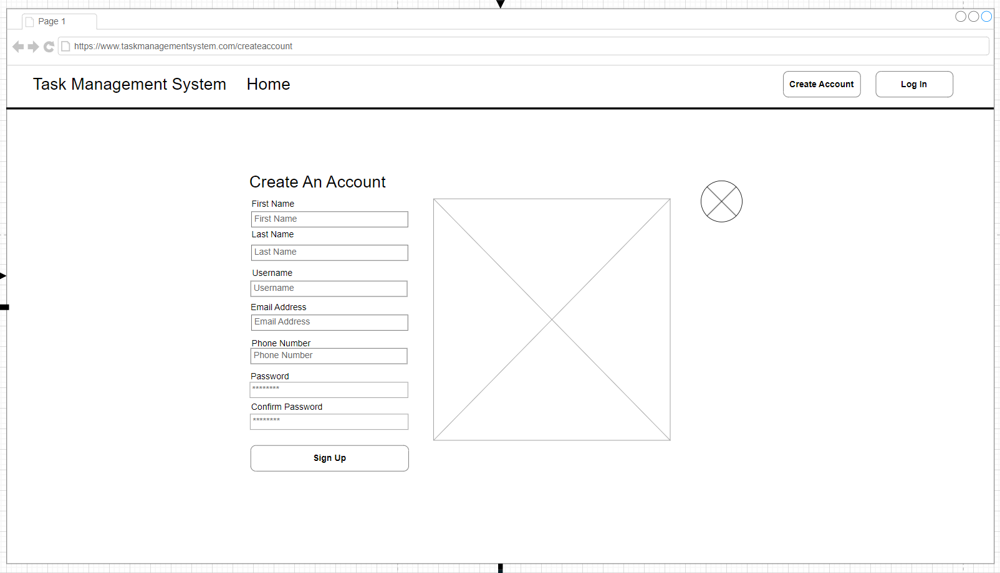 Page 1
https://www.taskmanagementsystem.com/createaccount
Task Management System Home Create Account Log In
Create An Account
First Name
First Name
Last Name
Last Name
Username
Username
Email Address
Email Address
Phone Number
Phone Number
Password
********
Confirm Password
********
Sign Up